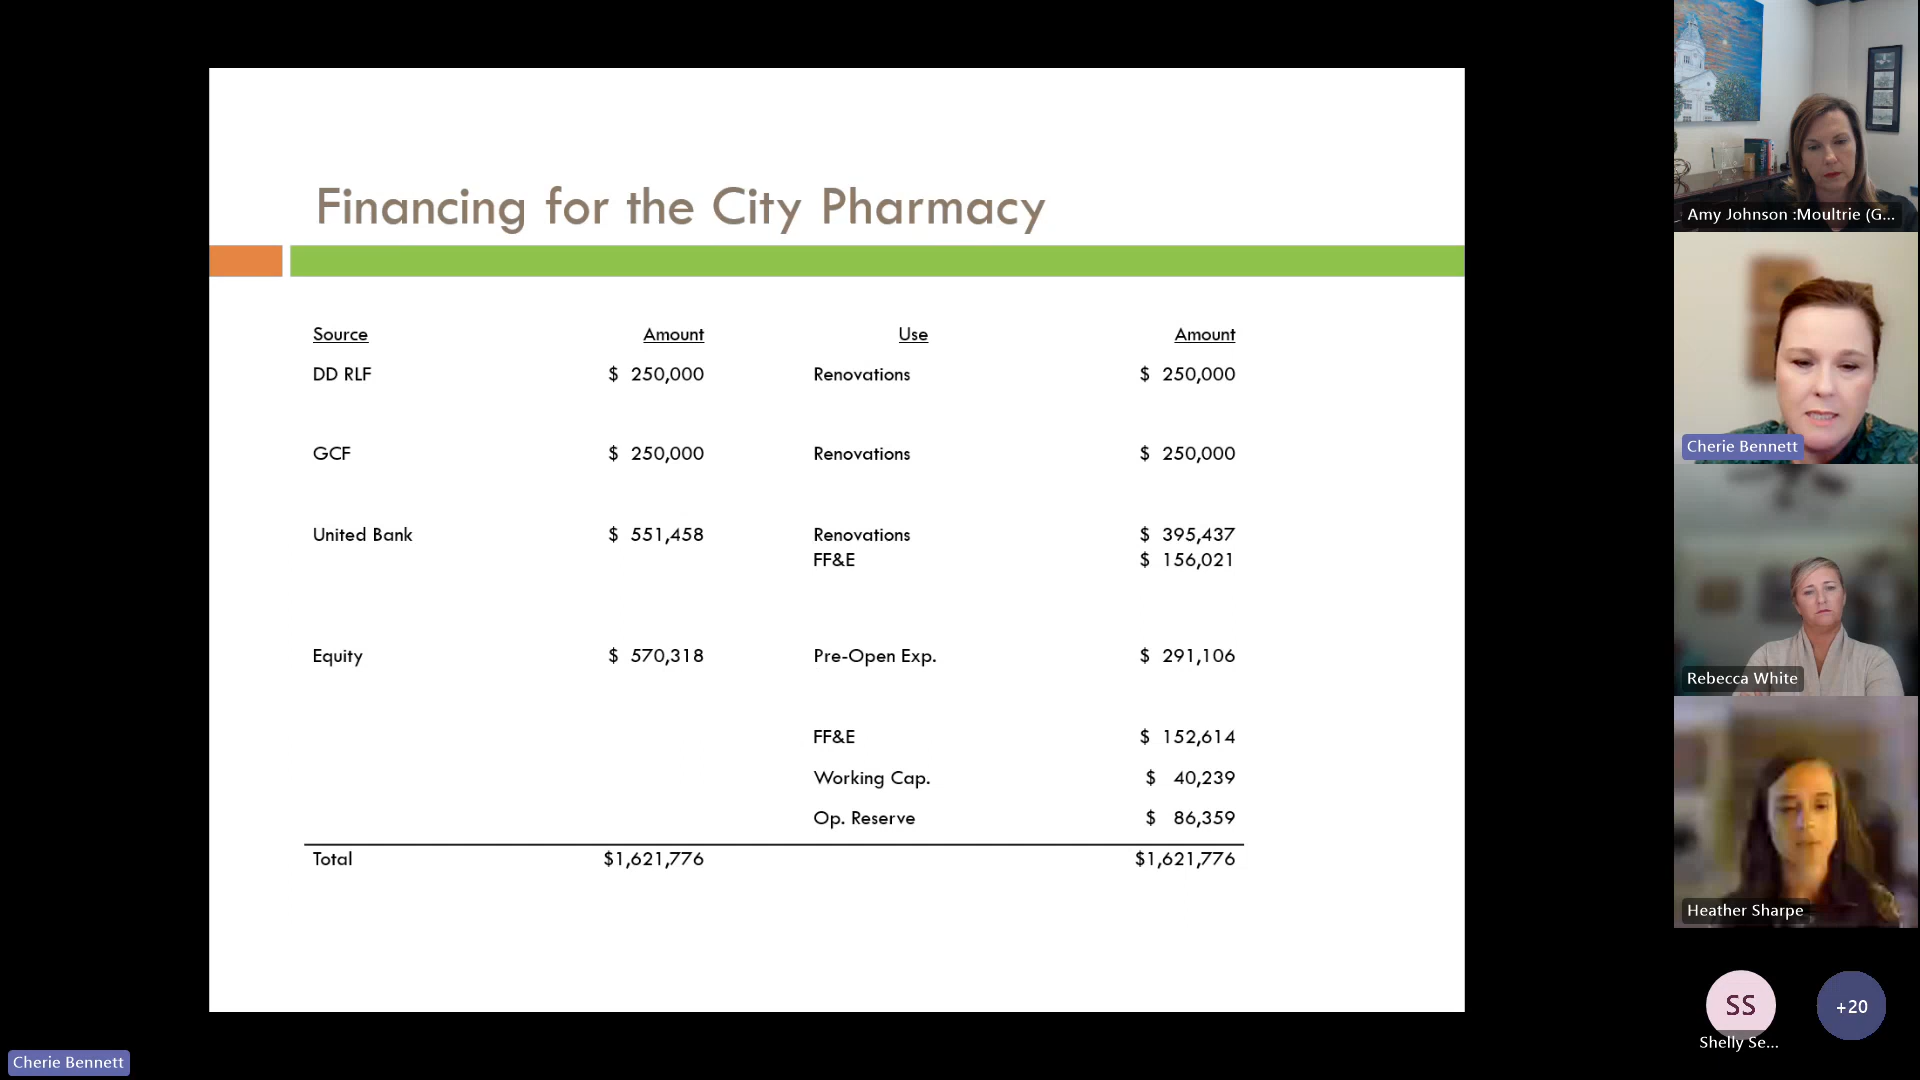 Financing for the City Pharmacy
Source Amount Use Amount
DD RLF $ 250,000 Renovations $ 250,000
GCF $ 250,000 Renovations $ 250,000
United Bank $ 551,458 Renovations $ 395,437
FF&E $ 156,021
Equity $ 570,318 Pre-Open Exp. $ 291,106
FF&E $ 152,614
Working Cap. $ 40,239
Op. Reserve $ 86,359
Total $1,621,776 $1,621,776
Amy Johnson :Moultrie (G...
Cherie Bennett
Rebecca White
Heather Sharpe
SS
+20
Shelly Se...
Cherie Bennett